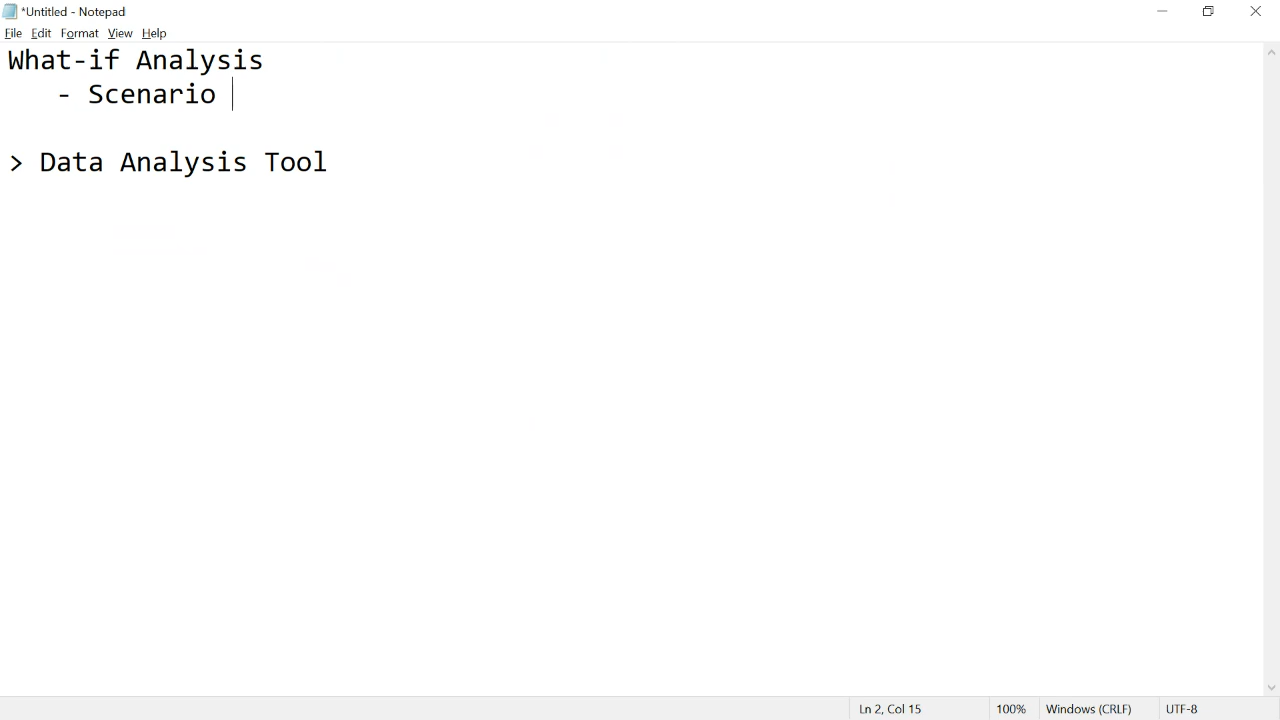 *Untitled - Notepad
File Edit Format View Help
What-if Analysis
- Scenario
> Data Analysis Tool
Ln 2, Col 15 100% Windows (CRLF) UTF-8